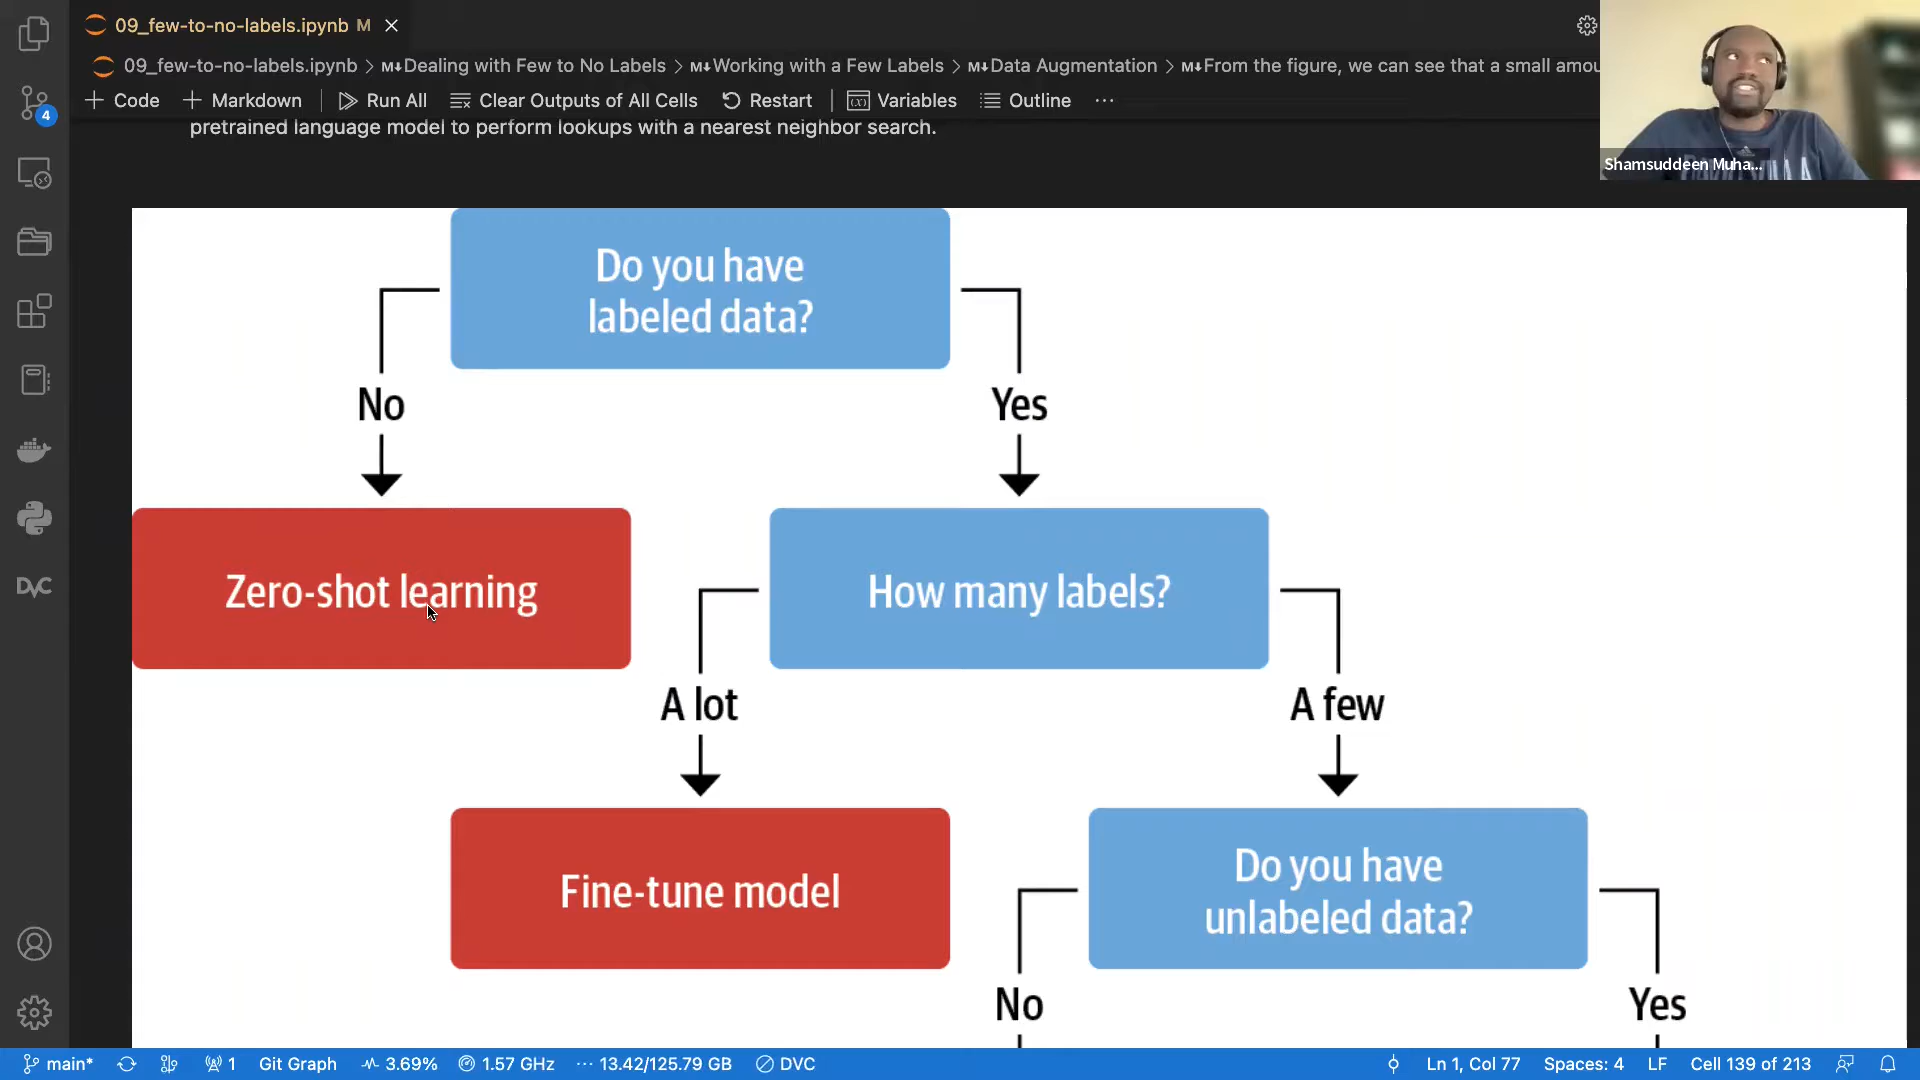 09_few-to-no-labels.ipynb M
09_few-to-no-labels.ipynb > M↓Dealing with Few to No Labels > M↓Working with a Few Labels > M↓Data Augmentation > M↓From the figure, we can see that a small amou
+ Code + Markdown | Run All Clear Outputs of All Cells Restart | Variables Outline ...
pretrained language model to perform lookups with a nearest neighbor search.
Shamsuddeen Muha...
4
Do you have
labeled data?
No
Yes
Zero-shot learning
How many labels?
A lot
A few
Fine-tune model
Do you have
unlabeled data?
No
Yes
DVC
main* 1 Git Graph 3.69% 1.57 GHz ... 13.42/125.79 GB DVC Ln 1, Col 77 Spaces: 4 LF Cell 139 of 213